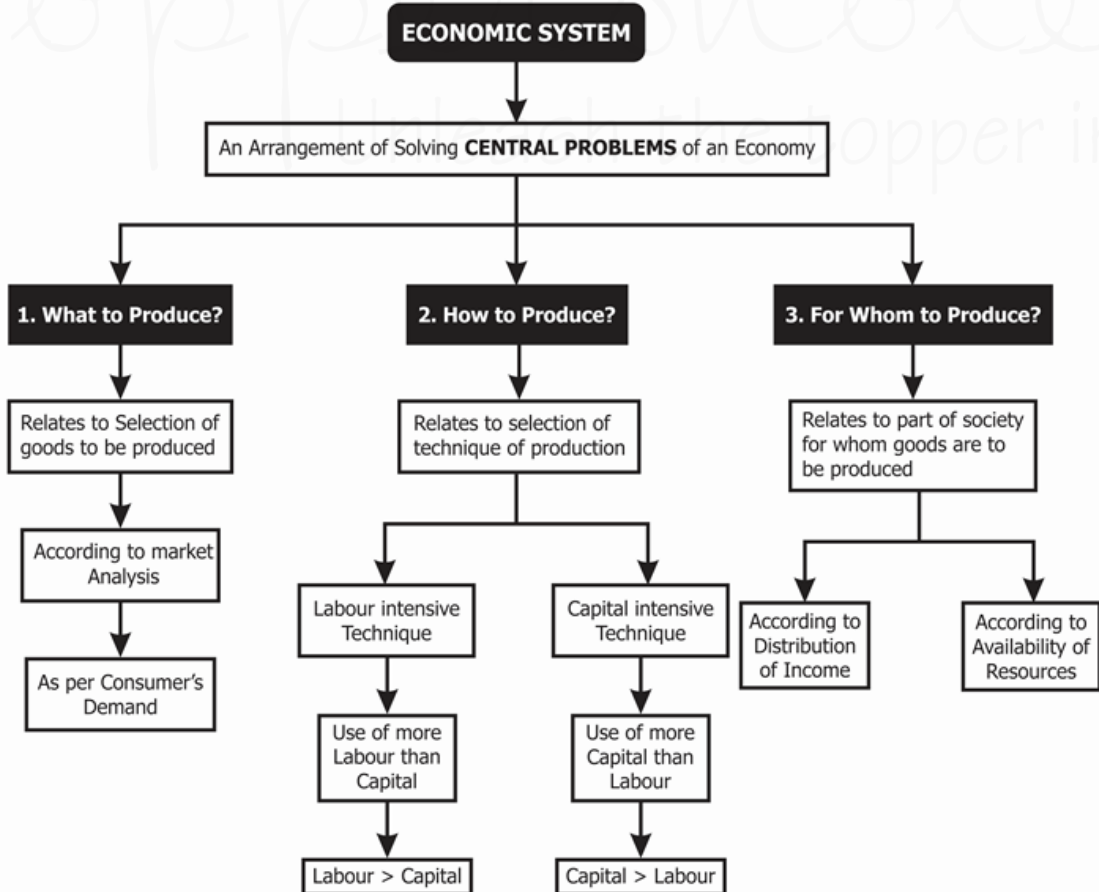 ECONOMIC SYSTEM
An Arrangement of Solving CENTRAL PROBLEMS of an Economy
Unleash the topper in
1. What to Produce?
Relates to Selection of
goods to be produced
According to market
Analysis
As per Consumer's
Demand
2. How to Produce?
Relates to selection of
technique of production
Labour intensive
Technique
Use of more
Labour than
Capital
Labour > Capital
Capital intensive
Technique
Use of more
Capital than
Labour
Capital > Labour
3. For Whom to Produce?
Relates to part of society
for whom goods are to
be produced
According to
Distribution
of Income
According to
Availability of
Resources